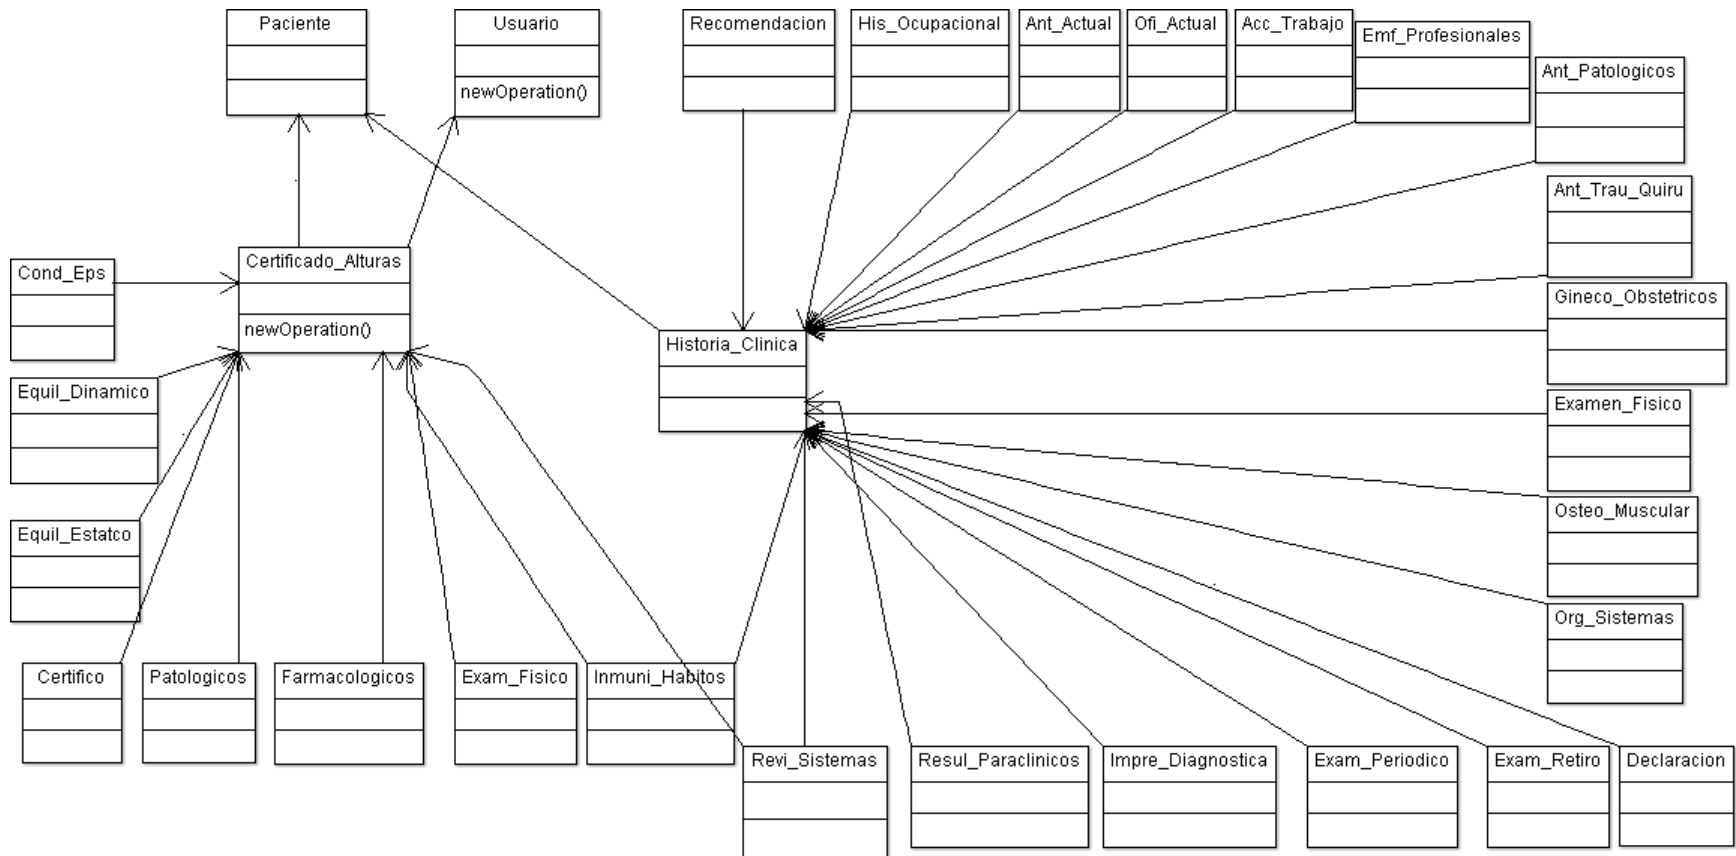 Paciente
Usuario
newOperation()
Recomendacion
His_Ocupacional
Ant_Actual
Ofi_Actual
Acc_Trabajo
Emf_Profesionales
Ant_Patologicos
Ant_Trau_Quiru
Cond_Eps
Certificado_Alturas
newOperation()
Gineco_Obstetricos
Historia_Clinica
Equil_Dinamico
Examen_Fisico
Osteo_Muscular
Equil_Estatco
Org_Sistemas
Certifico
Patologicos
Farmacologicos
Exam_Fisico
Inmuni_Habitos
Revi_Sistemas
Resul_Paraclinicos
Impre_Diagnostica
Exam_Periodico
Exam_Retiro
Declaracion